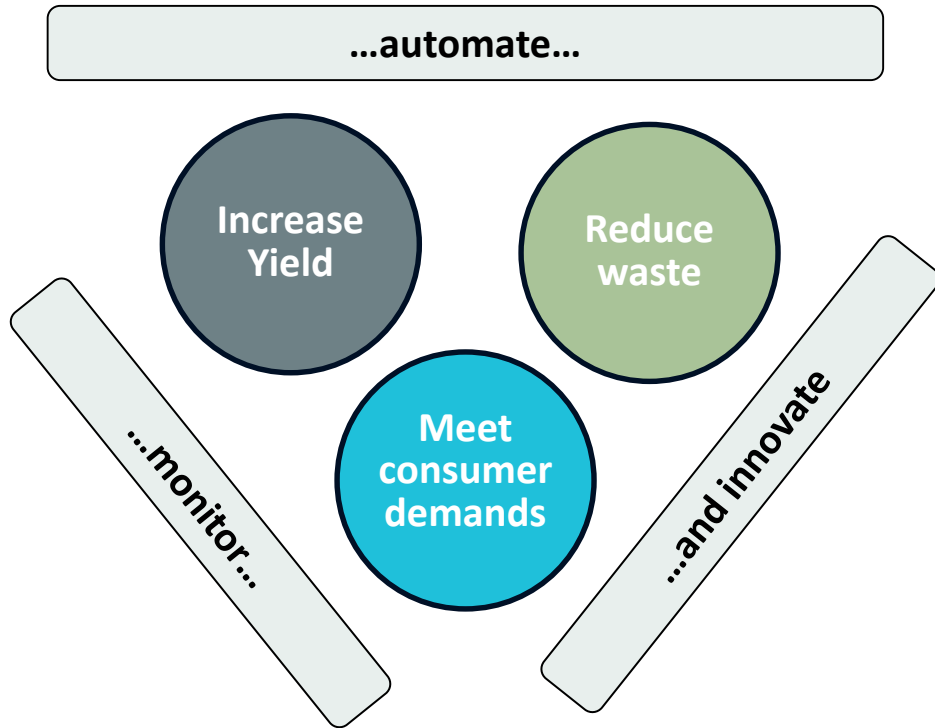 ...automate...
Increase
Yield
Reduce
waste
Meet
consumer
demands
...monitor...
...and innovate